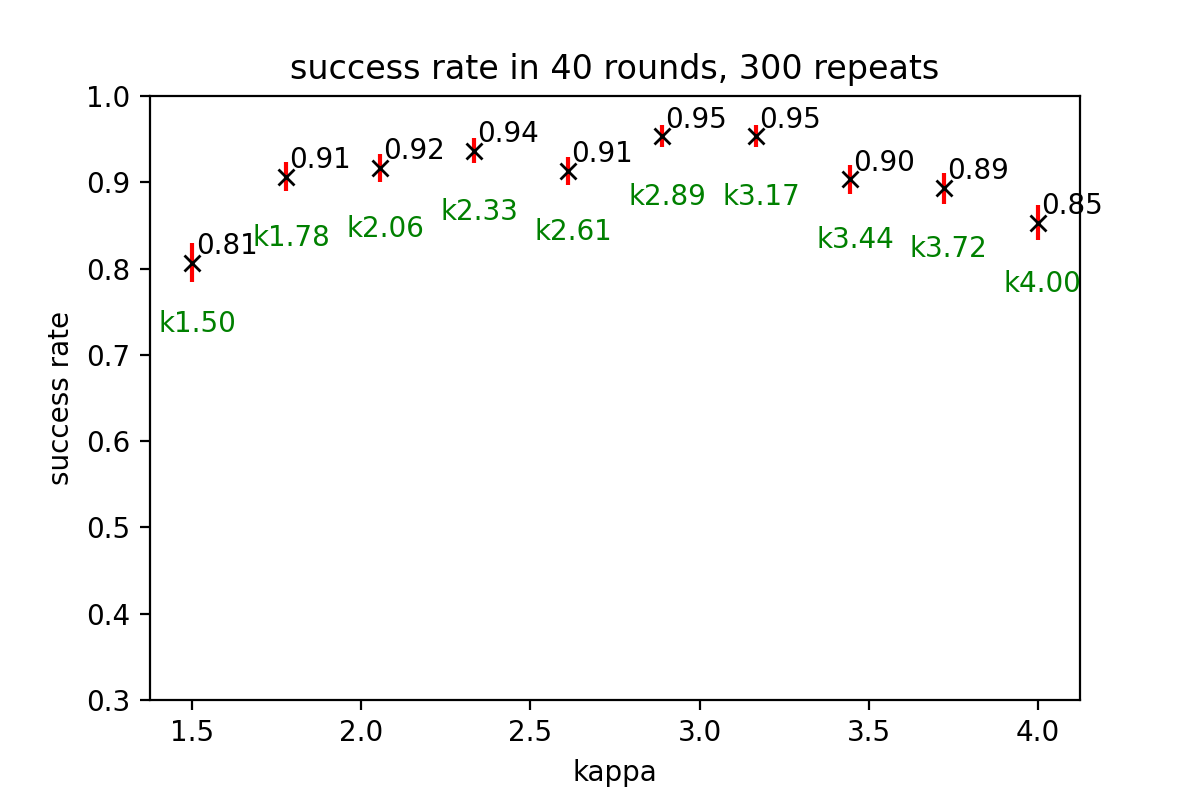 success rate in 40 rounds, 300 repeats
1.0
0.9
0.8
0.7
0.6
0.5
0.4
0.3
success rate
0.81
0.91
0.92
0.94
0.91
0.95
0.95
0.90
0.89
0.85
k1.50
k1.78
k2.06
k2.33
k2.61
k2.89
k3.17
k3.44
k3.72
k4.00
1.5 2.0 2.5 3.0 3.5 4.0
kappa